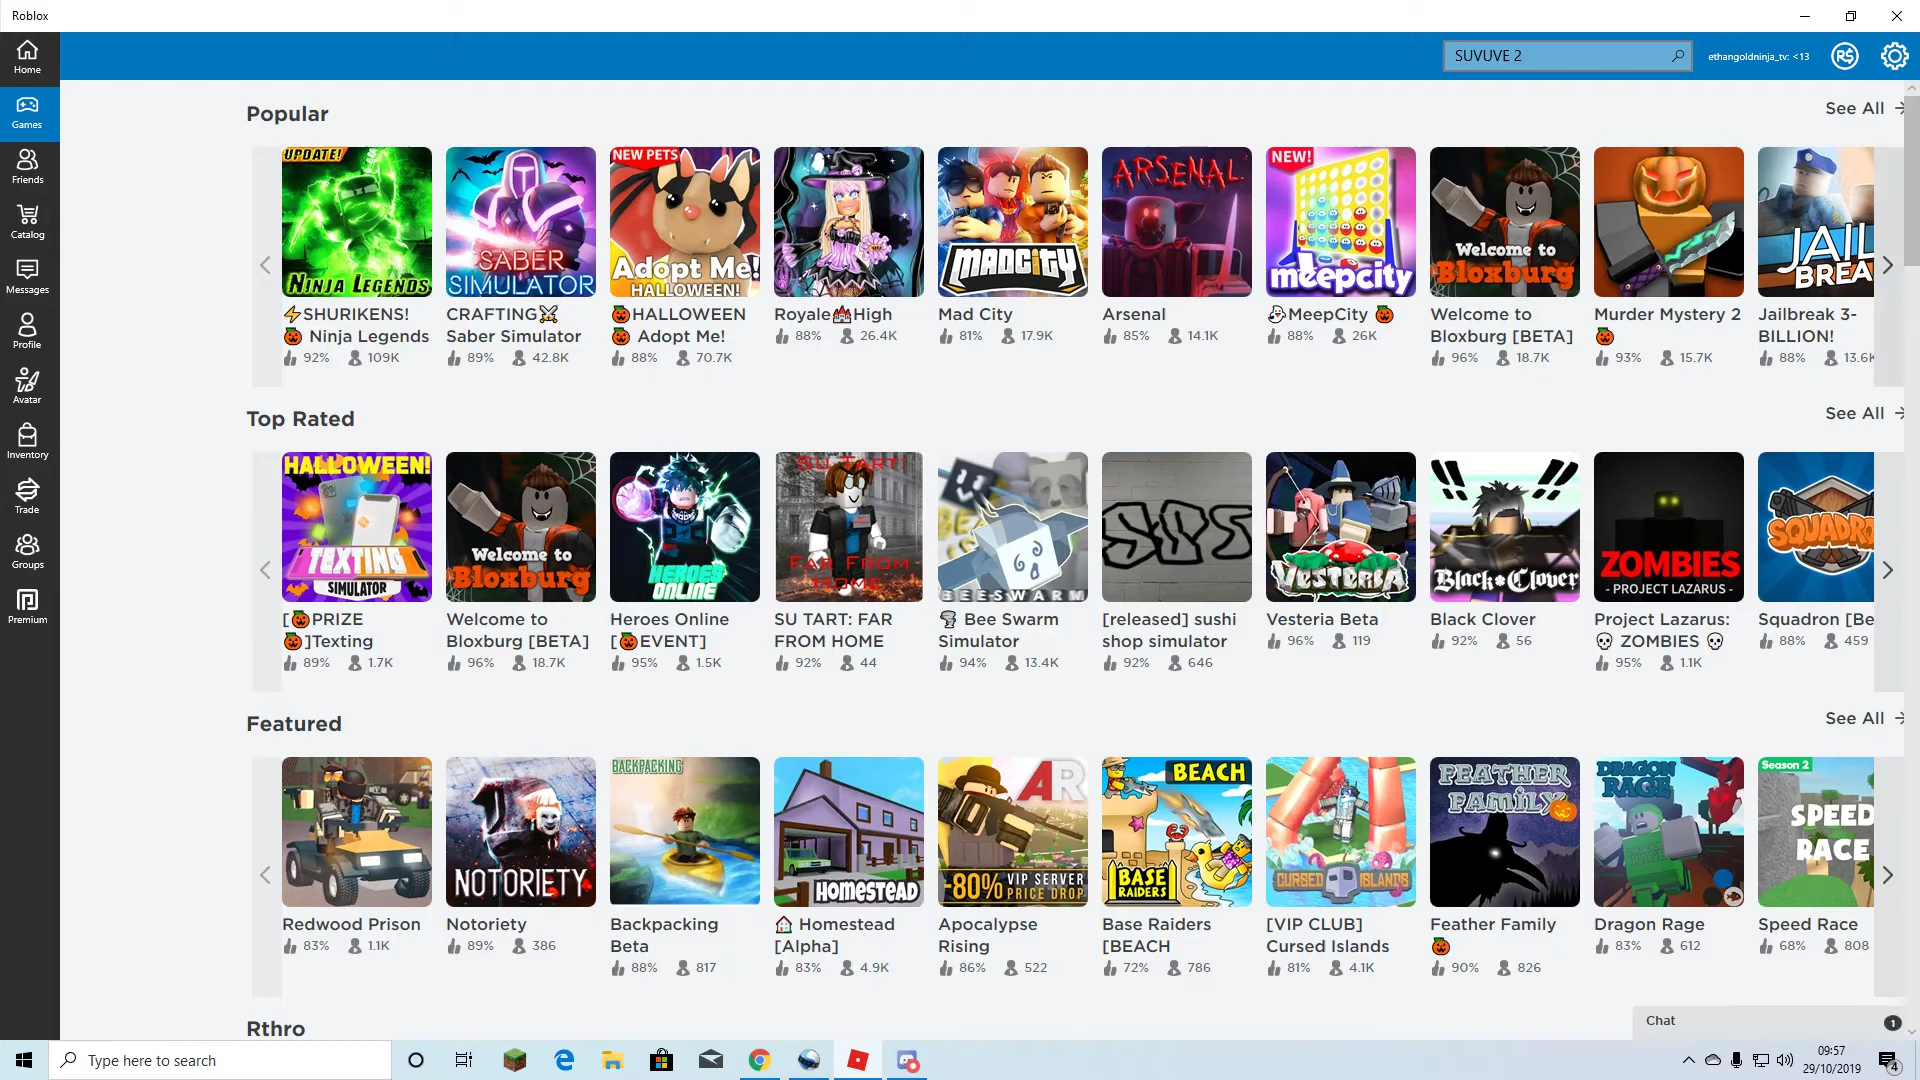 Roblox
SUVUVE 2
ethangoldninja_tv: <13
Home
Games
Friends
Catalog
Messages
Profile
Avatar
Inventory
Trade
Groups
Premium
Popular
See All
UPDATE!
NINJA LEGENDS
SABER
SIMULATOR
NEW PETS
Adopt Me!
HALLOWEEN!
MADCITY
ARSENAL
NEW!
meepcity
Welcome to
Bloxburg
JAIL
BREA
⚡SHURIKENS!
🎃 Ninja Legends
92% 109K
CRAFTING⚔
Saber Simulator
89% 42.8K
🎃HALLOWEEN
🎃 Adopt Me!
88% 70.7K
Royale🏰High
88% 26.4K
Mad City
81% 17.9K
Arsenal
85% 14.1K
👻MeepCity 🎃
88% 26K
Welcome to
Bloxburg [BETA]
96% 18.7K
Murder Mystery 2
🎃
93% 15.7K
Jailbreak 3-
BILLION!
88% 13.6K
Top Rated
See All
HALLOWEEN!
TEXTING
SIMULATOR
Welcome to
Bloxburg
HEROES
ONLINE
SU TART:
FAR FROM
HOME
BEESWARM
SOS
VESTERIA
!! !!
Black Clover
ZOMBIES
- PROJECT LAZARUS -
SQUADRO
[🎃PRIZE
🎃]Texting
89% 1.7K
Welcome to
Bloxburg [BETA]
96% 18.7K
Heroes Online
[🎃EVENT]
95% 1.5K
SU TART: FAR
FROM HOME
92% 44
🌪 Bee Swarm
Simulator
94% 13.4K
[released] sushi
shop simulator
92% 646
Vesteria Beta
96% 119
Black Clover
92% 56
Project Lazarus:
💀 ZOMBIES 💀
95% 1.1K
Squadron [Be
88% 459
Featured
See All
NOTORIETY
BACKPACKING
HOMESTEAD
AR
-80% VIP SERVER
PRICE DROP
BEACH
BASE
RAIDERS
CURSED ISLANDS
FEATHER
FAMILY
DRAGON
RAGE
Season 2
SPEED
RACE
Redwood Prison
83% 1.1K
Notoriety
89% 386
Backpacking
Beta
88% 817
🏠 Homestead
[Alpha]
83% 4.9K
Apocalypse
Rising
86% 522
Base Raiders
[BEACH
72% 786
[VIP CLUB]
Cursed Islands
81% 4.1K
Feather Family
🎃
90% 826
Dragon Rage
83% 612
Speed Race
68% 808
Rthro
Chat
1
Type here to search
09:57
29/10/2019
4